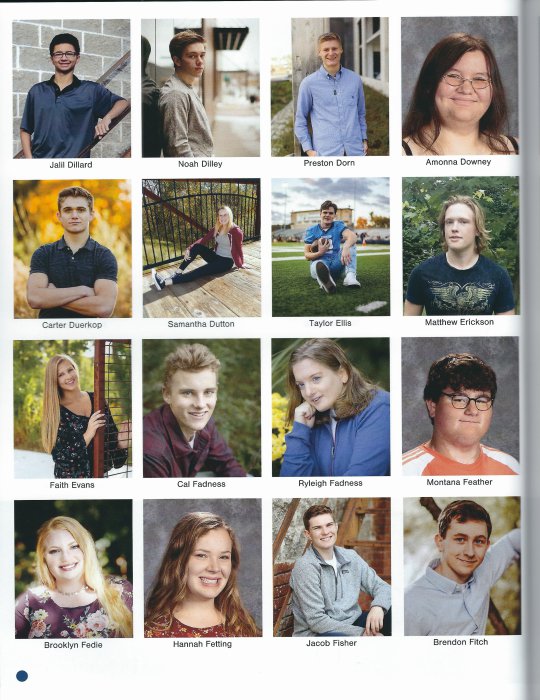 Jalil Dillard
Noah Dilley
Preston Dorn
Amonna Downey
Carter Duerkop
Samantha Dutton
Taylor Ellis
Matthew Erickson
Faith Evans
Cal Fadness
Ryleigh Fadness
Montana Feather
Brooklyn Fedie
Hannah Fetting
Jacob Fisher
Brendon Fitch